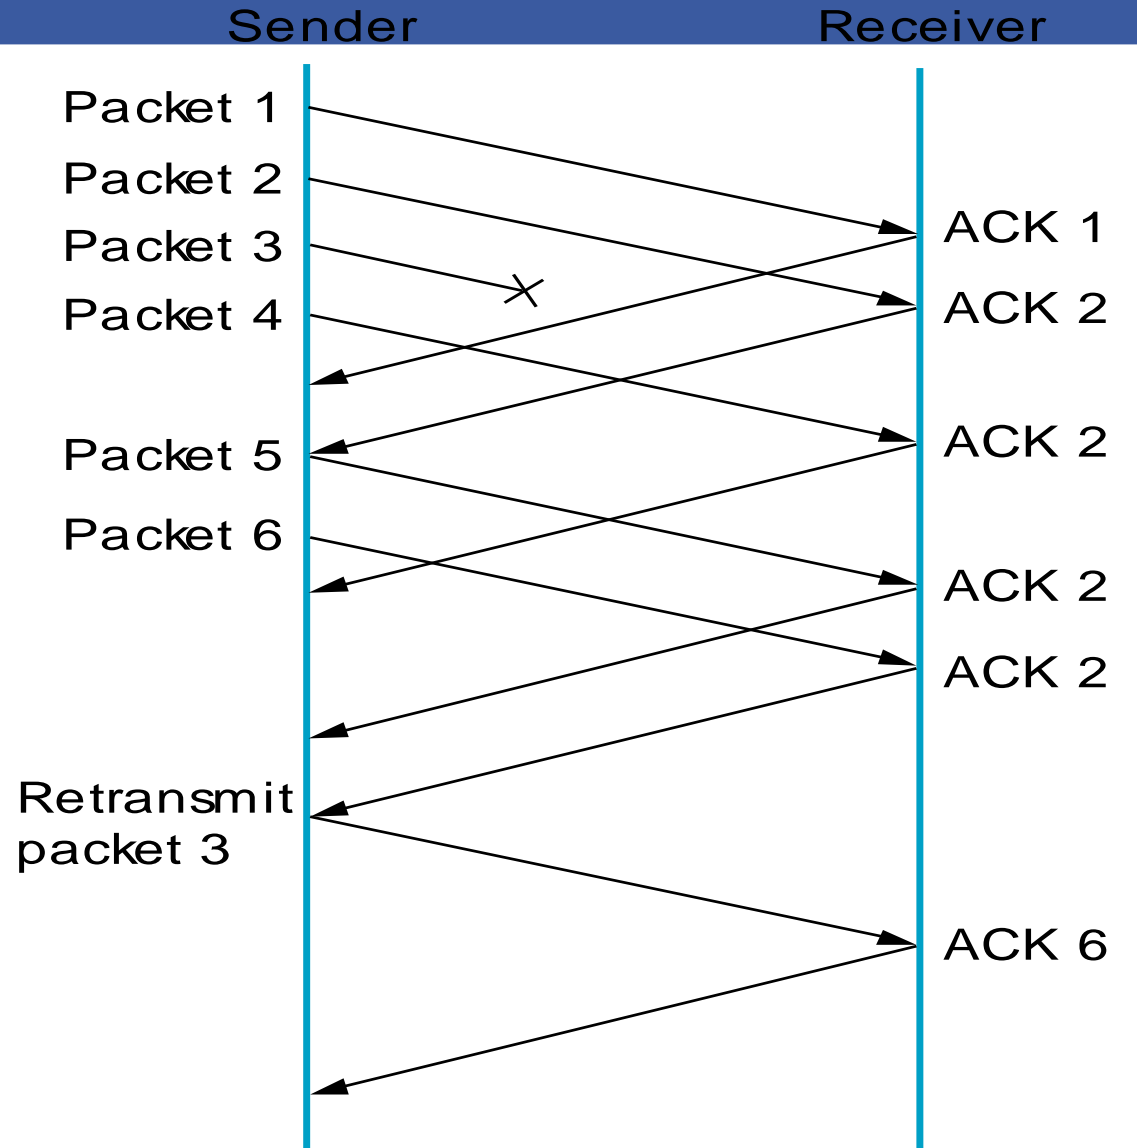 Sender Receiver
Packet 1
Packet 2
ACK 1
Packet 3
Packet 4
ACK 2
Packet 5
ACK 2
Packet 6
ACK 2
ACK 2
Retransmit
packet 3
ACK 6